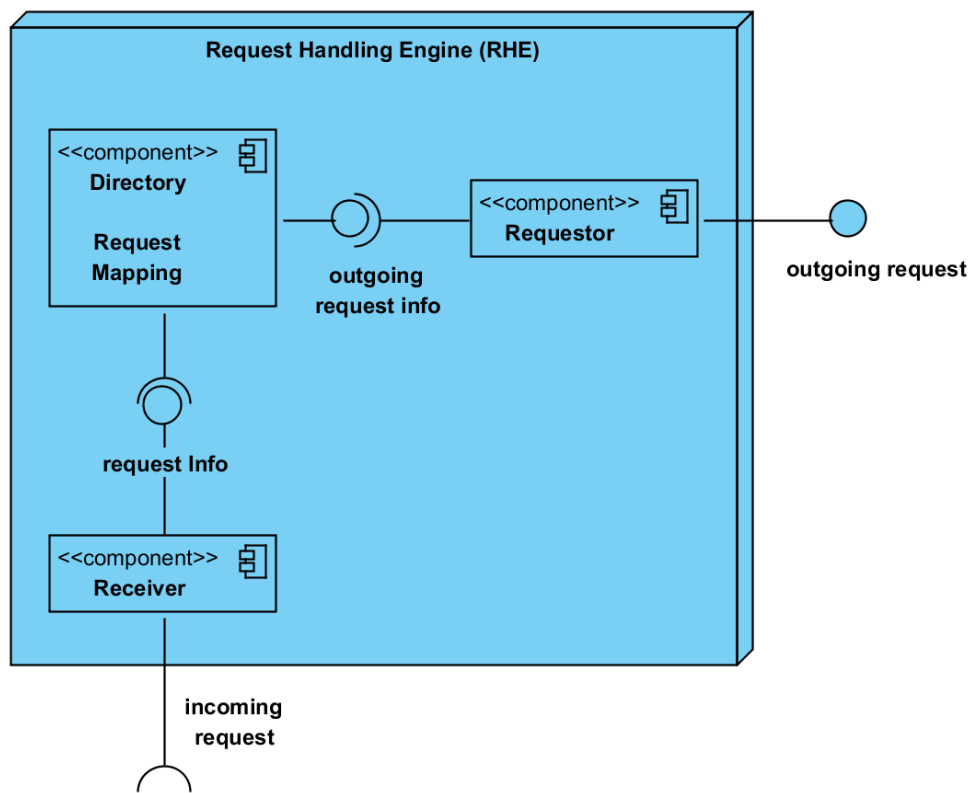 Request Handling Engine (RHE)
<<component>>
Directory
Request
Mapping
<<component>>
Requestor
outgoing
request info
outgoing request
request Info
<<component>>
Receiver
incoming
request